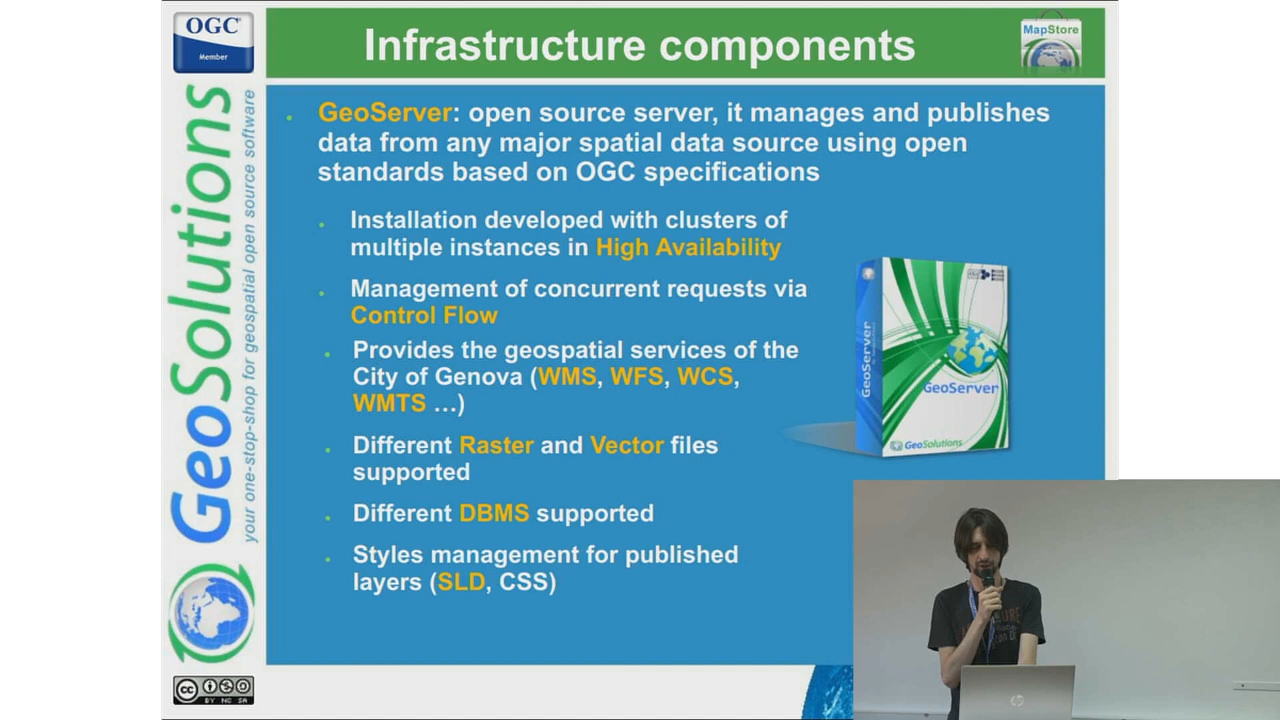 OGC
Member
Infrastructure components
MapStore
GeoSolutions
your one-stop-shop for geospatial open source software
GeoServer: open source server, it manages and publishes
data from any major spatial data source using open
standards based on OGC specifications
Installation developed with clusters of
multiple instances in High Availability
Management of concurrent requests via
Control Flow
Provides the geospatial services of the
City of Genova (WMS, WFS, WCS,
WMTS ...)
Different Raster and Vector files
supported
Different DBMS supported
Styles management for published
layers (SLD, CSS)
GeoServer
GeoServer
GeoSolutions
cc
BY NC SA
hp